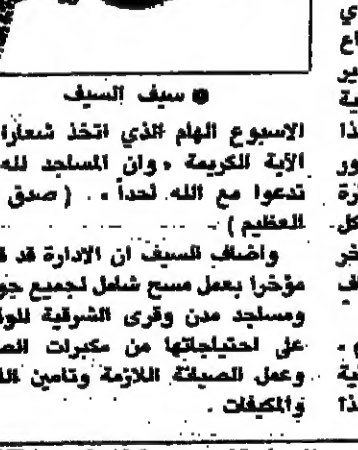 ● سيف السيف
الاسبوع الهام الذي اتخذ شعارا
الآية الكريمة « وان المساجد لله
تدعوا مع الله احداً » . ( صدق
العظيم )
واضاف السيف ان الادارة قد
مؤخرا بعمل مسح شامل لجميع
ومساجد مدن وقرى الشرقية
على احتياجاتها من مكبرات
وعمل الصيانة اللازمة وتامين
والمكيفات .